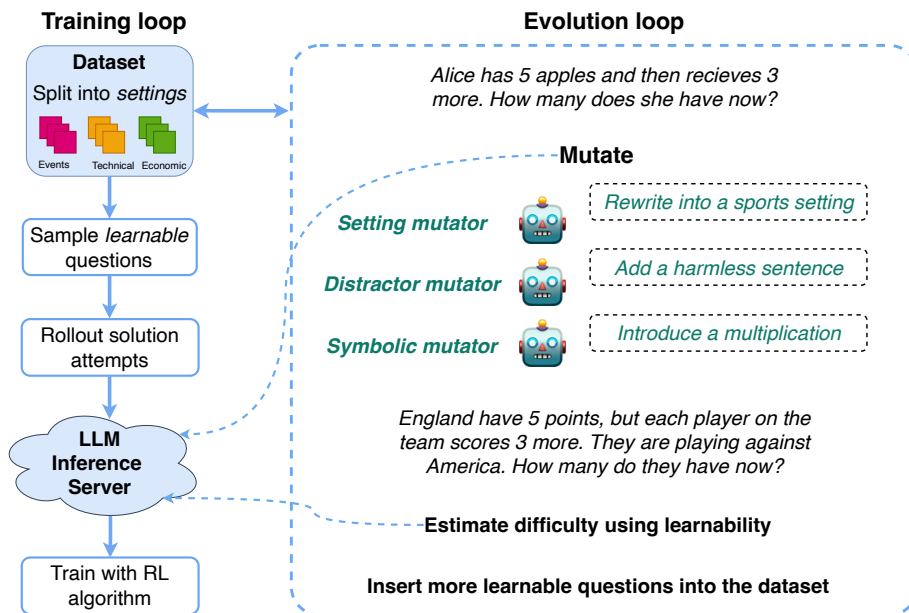 Training loop
Dataset
Split into settings
Events
Technical
Economic
Sample learnable
questions
Rollout solution
attempts
LLM
Inference
Server
Train with RL
algorithm
Evolution loop
Alice has 5 apples and then recieves 3
more. How many does she have now?
Mutate
Setting mutator
Rewrite into a sports setting
Distractor mutator
Add a harmless sentence
Symbolic mutator
Introduce a multiplication
England have 5 points, but each player on the
team scores 3 more. They are playing against
America. How many do they have now?
Estimate difficulty using learnability
Insert more learnable questions into the dataset